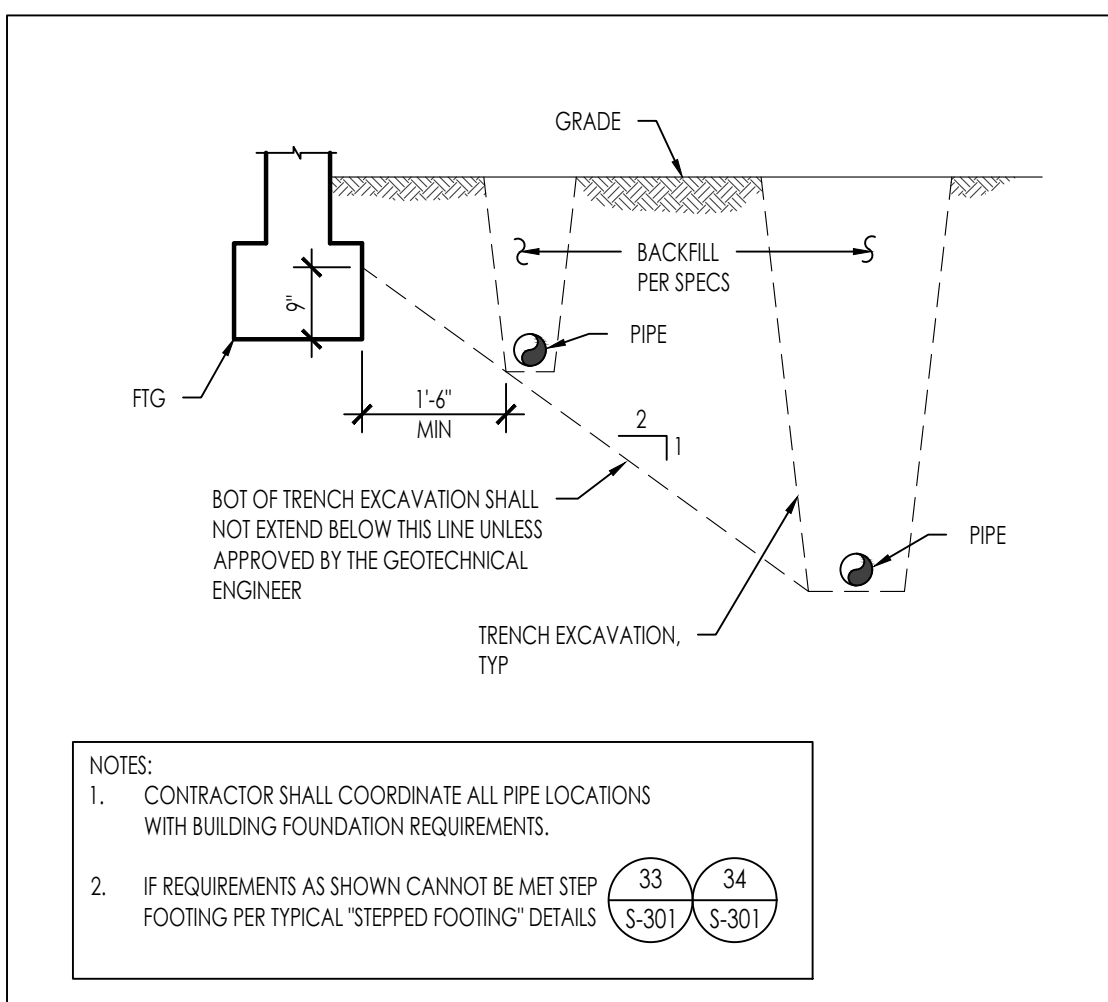 GRADE
BACKFILL
PER SPECS
9"
PIPE
FTG
1'-6"
MIN
2
1
BOT OF TRENCH EXCAVATION SHALL
NOT EXTEND BELOW THIS LINE UNLESS
APPROVED BY THE GEOTECHNICAL
ENGINEER
PIPE
TRENCH EXCAVATION,
TYP
NOTES:
1. CONTRACTOR SHALL COORDINATE ALL PIPE LOCATIONS
WITH BUILDING FOUNDATION REQUIREMENTS.
2. IF REQUIREMENTS AS SHOWN CANNOT BE MET STEP
FOOTING PER TYPICAL "STEPPED FOOTING" DETAILS
33 34
S-301 S-301